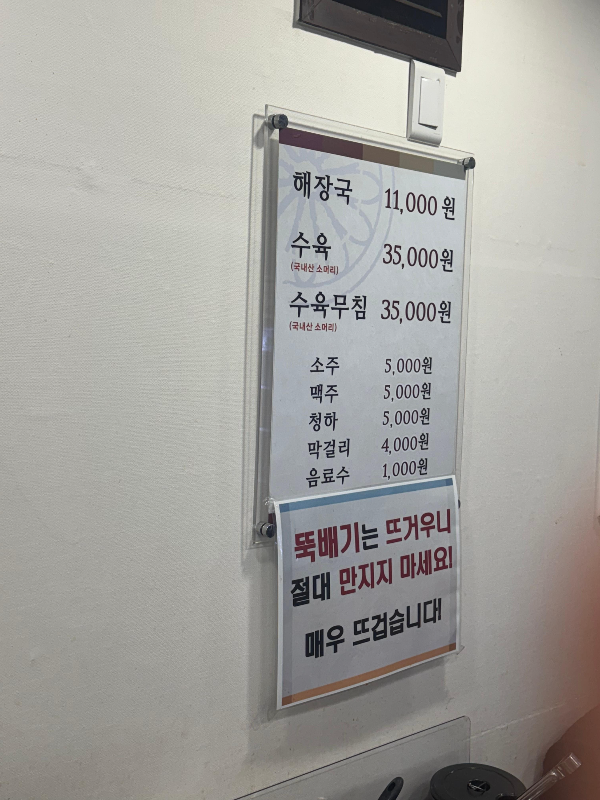 해장국 11,000원
수육 35,000원
(국내산 소머리)
수육무침 35,000원
(국내산 소머리)
소주 5,000원
맥주 5,000원
청하 5,000원
막걸리 4,000원
음료수 1,000원
뚝배기는 뜨거우니
절대 만지지 마세요!
매우 뜨겁습니다!